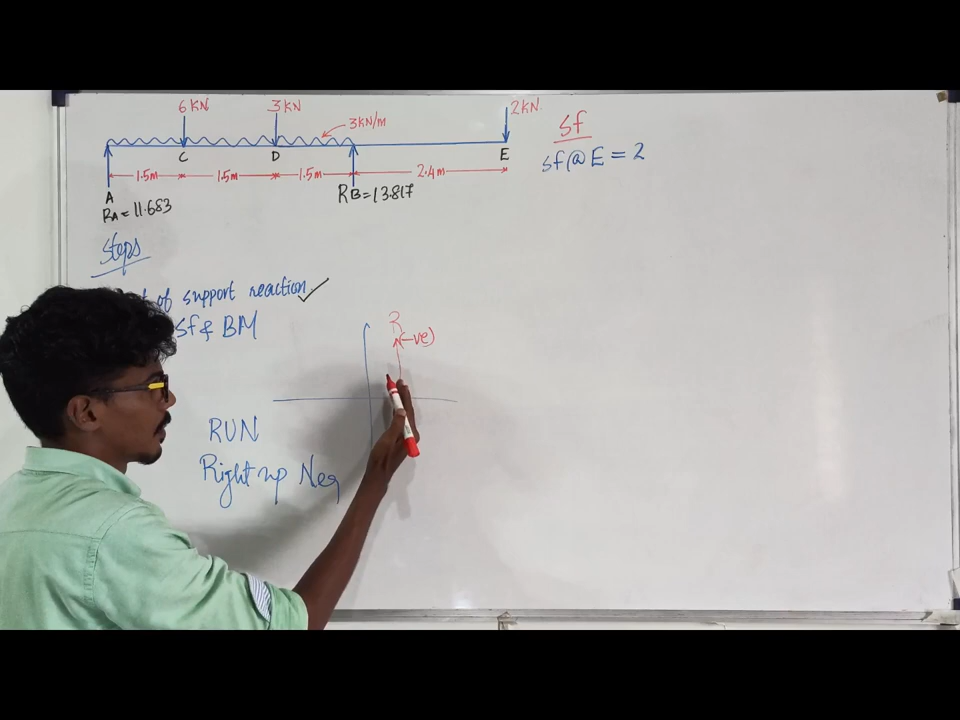 6KN 3KN 2KN.
3KN/m
C D E
1.5m 1.5m 1.5m 2.4m
A
RA = 11.683
RB=13.817
Sf
sf@E = 2
Steps
of support reaction ✓
Sf & BM
R
(-ve)
RUN
Right up Neg